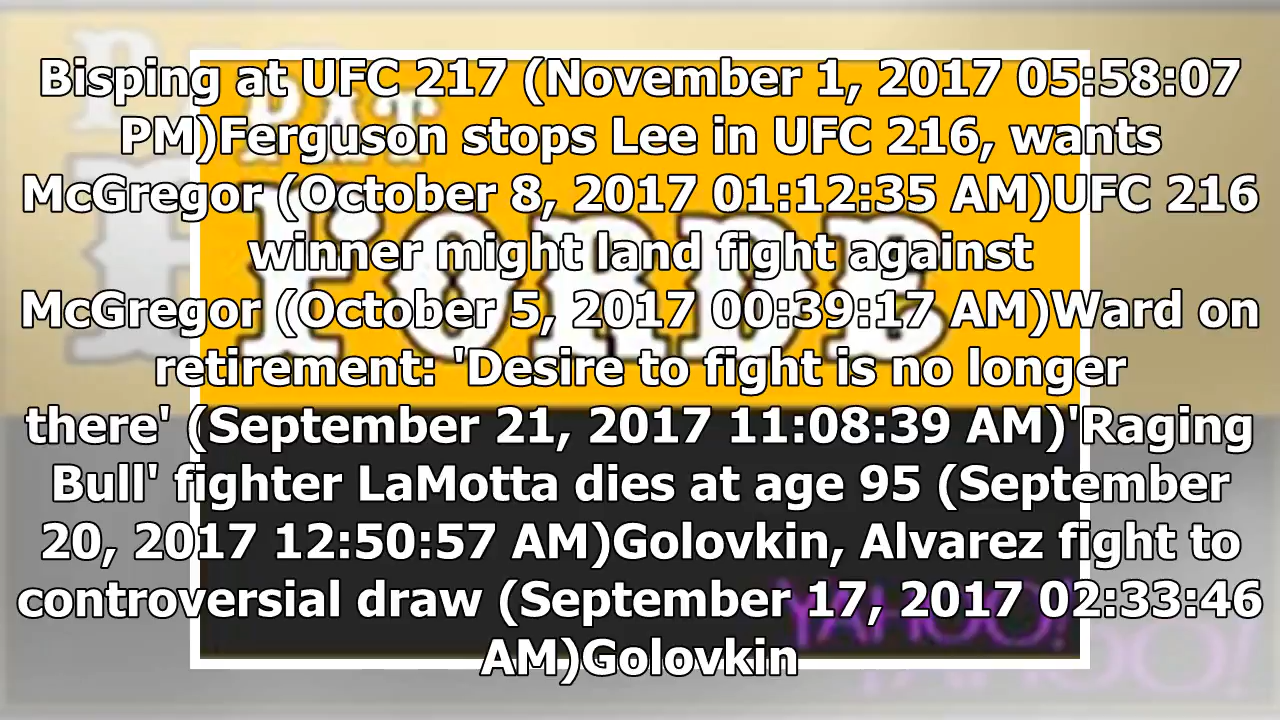 Bisping at UFC 217 (November 1, 2017 05:58:07
PM)Ferguson stops Lee in UFC 216, wants
McGregor (October 8, 2017 01:12:35 AM)UFC 216
winner might land fight against
McGregor (October 5, 2017 00:39:17 AM)Ward on
retirement: 'Desire to fight is no longer
there' (September 21, 2017 11:08:39 AM)'Raging
Bull' fighter LaMotta dies at age 95 (September
20, 2017 12:50:57 AM)Golovkin, Alvarez fight to
controversial draw (September 17, 2017 02:33:46
AM)Golovkin
PAT
FORDE
YAHOO!